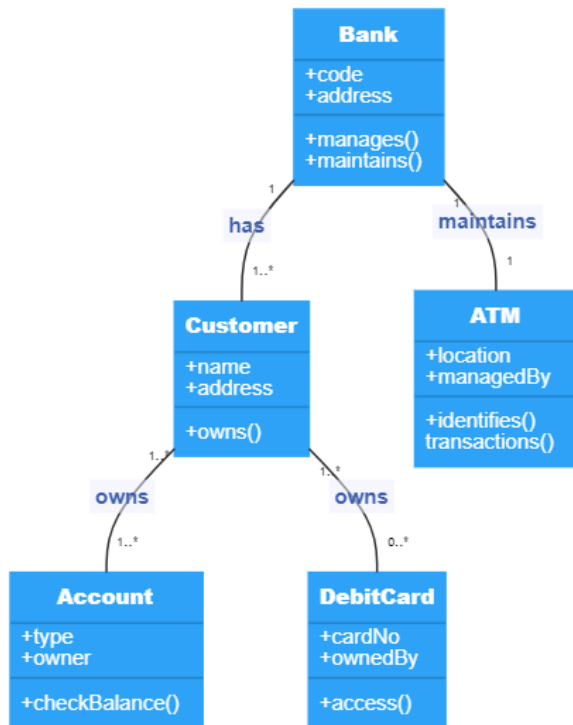 Bank
+code
+address
+manages()
+maintains()
1
1
has
maintains
1..*
1
Customer
+name
+address
+owns()
ATM
+location
+managedBy
+identifies()
transactions()
1..*
1..*
owns
owns
1..*
0..*
Account
+type
+owner
+checkBalance()
DebitCard
+cardNo
+ownedBy
+access()